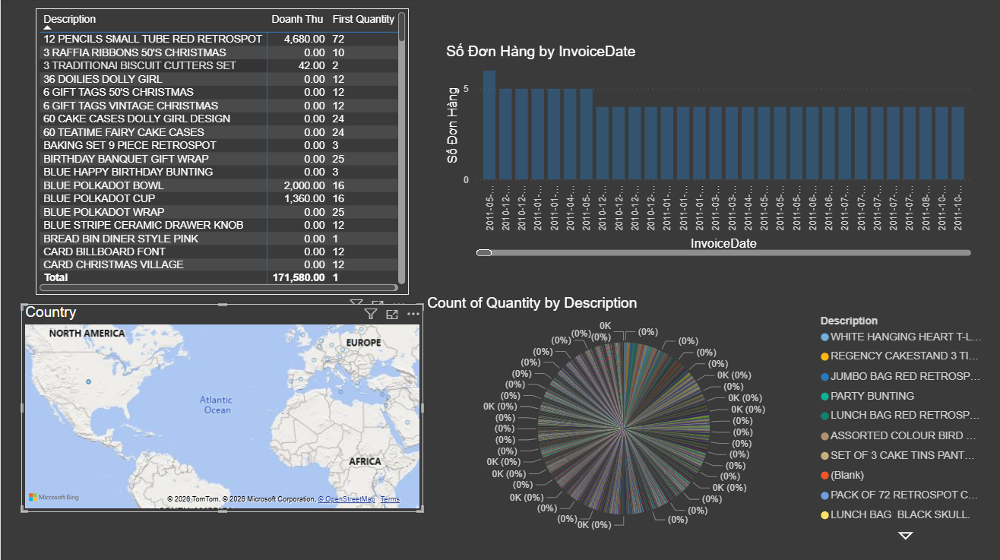 Description Doanh Thu First Quantity
12 PENCILS SMALL TUBE RED RETROSPOT 4,680.00 72
3 RAFFIA RIBBONS 50'S CHRISTMAS 0.00 10
3 TRADITIONAl BISCUIT CUTTERS SET 42.00 2
36 DOILIES DOLLY GIRL 0.00 12
6 GIFT TAGS 50'S CHRISTMAS 0.00 12
6 GIFT TAGS VINTAGE CHRISTMAS 0.00 12
60 CAKE CASES DOLLY GIRL DESIGN 0.00 24
60 TEATIME FAIRY CAKE CASES 0.00 24
BAKING SET 9 PIECE RETROSPOT 0.00 3
BIRTHDAY BANQUET GIFT WRAP 0.00 25
BLUE HAPPY BIRTHDAY BUNTING 0.00 3
BLUE POLKADOT BOWL 2,000.00 16
BLUE POLKADOT CUP 1,360.00 16
BLUE POLKADOT WRAP 0.00 25
BLUE STRIPE CERAMIC DRAWER KNOB 0.00 12
BREAD BIN DINER STYLE PINK 0.00 1
CARD BILLBOARD FONT 0.00 12
CARD CHRISTMAS VILLAGE 0.00 12
Total 171,580.00 1
Số Đơn Hàng by InvoiceDate
Số Đơn Hàng
5
0
2011-05-...
2010-12-...
2010-12-...
2011-01-...
2011-01-...
2011-04-...
2011-05-...
2010-12-...
2010-12-...
2010-12-...
2010-12-...
2011-01-...
2011-01-...
2011-01-...
2011-03-...
2011-03-...
2011-04-...
2011-05-...
2011-05-...
2011-05-...
2011-06-...
2011-06-...
2011-06-...
2011-07-...
2011-07-...
2011-07-...
2011-07-...
2011-08-...
2011-10-...
2011-10-...
InvoiceDate
Country
NORTH AMERICA
EUROPE
Atlantic
Ocean
AFRICA
Microsoft Bing
© 2026 TomTom, © 2026 Microsoft Corporation, © OpenStreetMap Terms
Count of Quantity by Description
0K
(0%)
(0%)
(0%)
(0%)
(0%)
0K (0%)
(0%)
0K (0%)
0K (0%)
(0%)
(0%)
(0%)
(0%)
(0%)
(0%)
0K (0%)
(0%)
(0%)
(0%)
0K (0%)
(0%)
(0%)
0K (0%)
(0%)
0K (0%)
0K (0%)
(0%)
(0%)
(0%)
0K (0%)
(0%)
(0%)
(0%)
(0%)
(0%)
(0%)
(0%)
Description
WHITE HANGING HEART T-L...
REGENCY CAKESTAND 3 TI...
JUMBO BAG RED RETROSP...
PARTY BUNTING
LUNCH BAG RED RETROSP...
ASSORTED COLOUR BIRD ...
SET OF 3 CAKE TINS PANT...
(Blank)
PACK OF 72 RETROSPOT C...
LUNCH BAG BLACK SKULL.